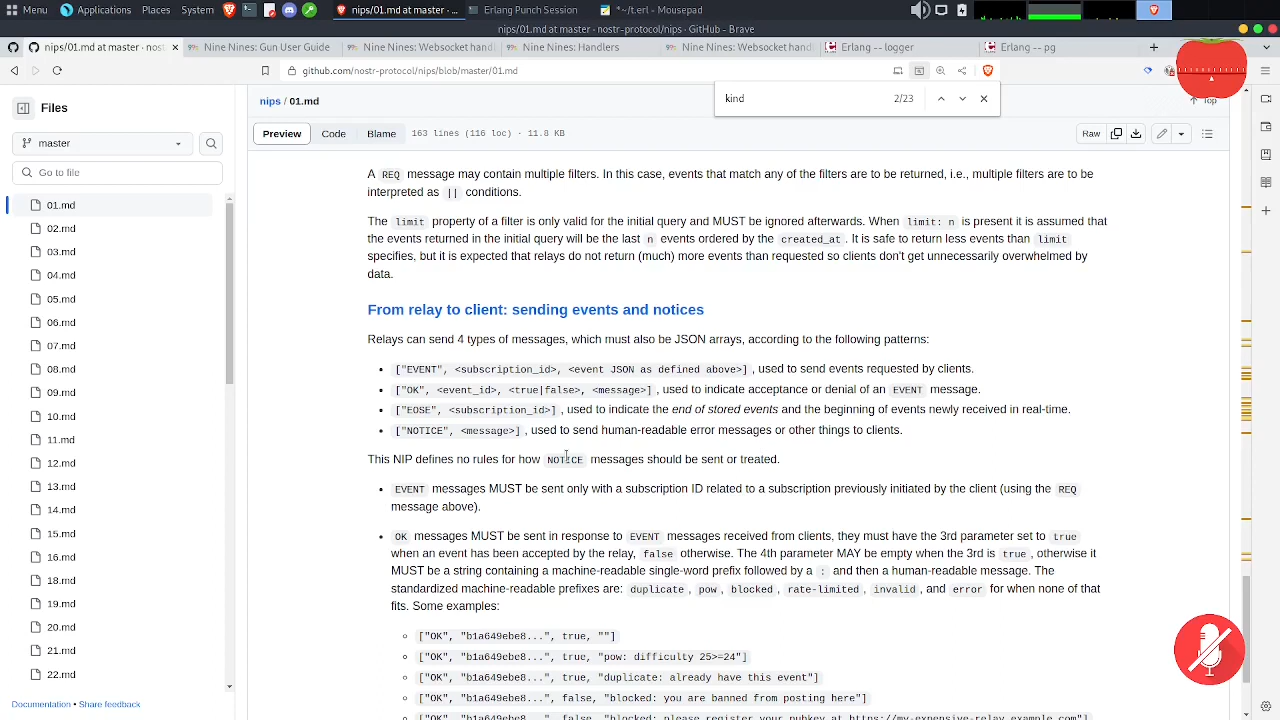 Menu Applications Places System nips/01.md at master - ... Erlang Punch Session *~/t.erl - Mousepad
nips/01.md at master · nostr-protocol/nips · GitHub - Brave
nips/01.md at master · nost Nine Nines: Gun User Guide Nine Nines: Websocket hand Nine Nines: Handlers Nine Nines: Websocket hand Erlang -- logger Erlang -- pg
github.com/nostr-protocol/nips/blob/master/01.md
kind 2/23
Files
nips / 01.md
Top
master
Preview Code Blame 163 lines (116 loc) · 11.8 KB Raw
Go to file
01.md
02.md
03.md
04.md
05.md
06.md
07.md
08.md
09.md
10.md
11.md
12.md
13.md
14.md
15.md
16.md
18.md
19.md
20.md
21.md
22.md
Documentation • Share feedback
A REQ message may contain multiple filters. In this case, events that match any of the filters are to be returned, i.e., multiple filters are to be
interpreted as || conditions.
The limit property of a filter is only valid for the initial query and MUST be ignored afterwards. When limit: n is present it is assumed that
the events returned in the initial query will be the last n events ordered by the created_at. It is safe to return less events than limit
specifies, but it is expected that relays do not return (much) more events than requested so clients don't get unnecessarily overwhelmed by
data.
From relay to client: sending events and notices
Relays can send 4 types of messages, which must also be JSON arrays, according to the following patterns:
• ["EVENT", <subscription_id>, <event JSON as defined above>], used to send events requested by clients.
• ["OK", <event_id>, <true|false>, <message>], used to indicate acceptance or denial of an EVENT message.
• ["EOSE", <subscription_id>], used to indicate the end of stored events and the beginning of events newly received in real-time.
• ["NOTICE", <message>], used to send human-readable error messages or other things to clients.
This NIP defines no rules for how NOTICE messages should be sent or treated.
• EVENT messages MUST be sent only with a subscription ID related to a subscription previously initiated by the client (using the REQ
message above).
• OK messages MUST be sent in response to EVENT messages received from clients, they must have the 3rd parameter set to true
when an event has been accepted by the relay, false otherwise. The 4th parameter MAY be empty when the 3rd is true, otherwise it
MUST be a string containing a machine-readable single-word prefix followed by a : and then a human-readable message. The
standardized machine-readable prefixes are: duplicate, pow, blocked, rate-limited, invalid, and error for when none of that
fits. Some examples:
◦ ["OK", "b1a649ebe8...", true, ""]
◦ ["OK", "b1a649ebe8...", true, "pow: difficulty 25>=24"]
◦ ["OK", "b1a649ebe8...", true, "duplicate: already have this event"]
◦ ["OK", "b1a649ebe8...", false, "blocked: you are banned from posting here"]
◦ ["OK", "b1a649ebe8...", false, "blocked: please register your pubkey at https://my-expensive-relay.example.com"]